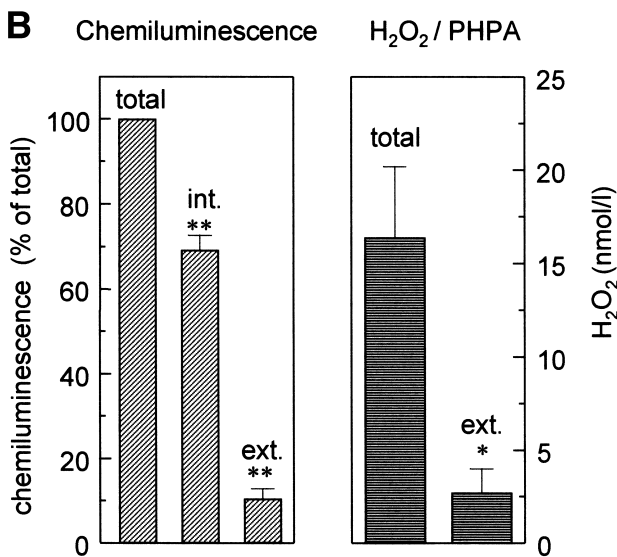 B
Chemiluminescence
H₂O₂ / PHPA
chemiluminescence (% of total)
100
80
60
40
20
0
total
int.
**
ext.
**
total
ext.
*
25
20
15
10
5
0
H₂O₂ (nmol/l)